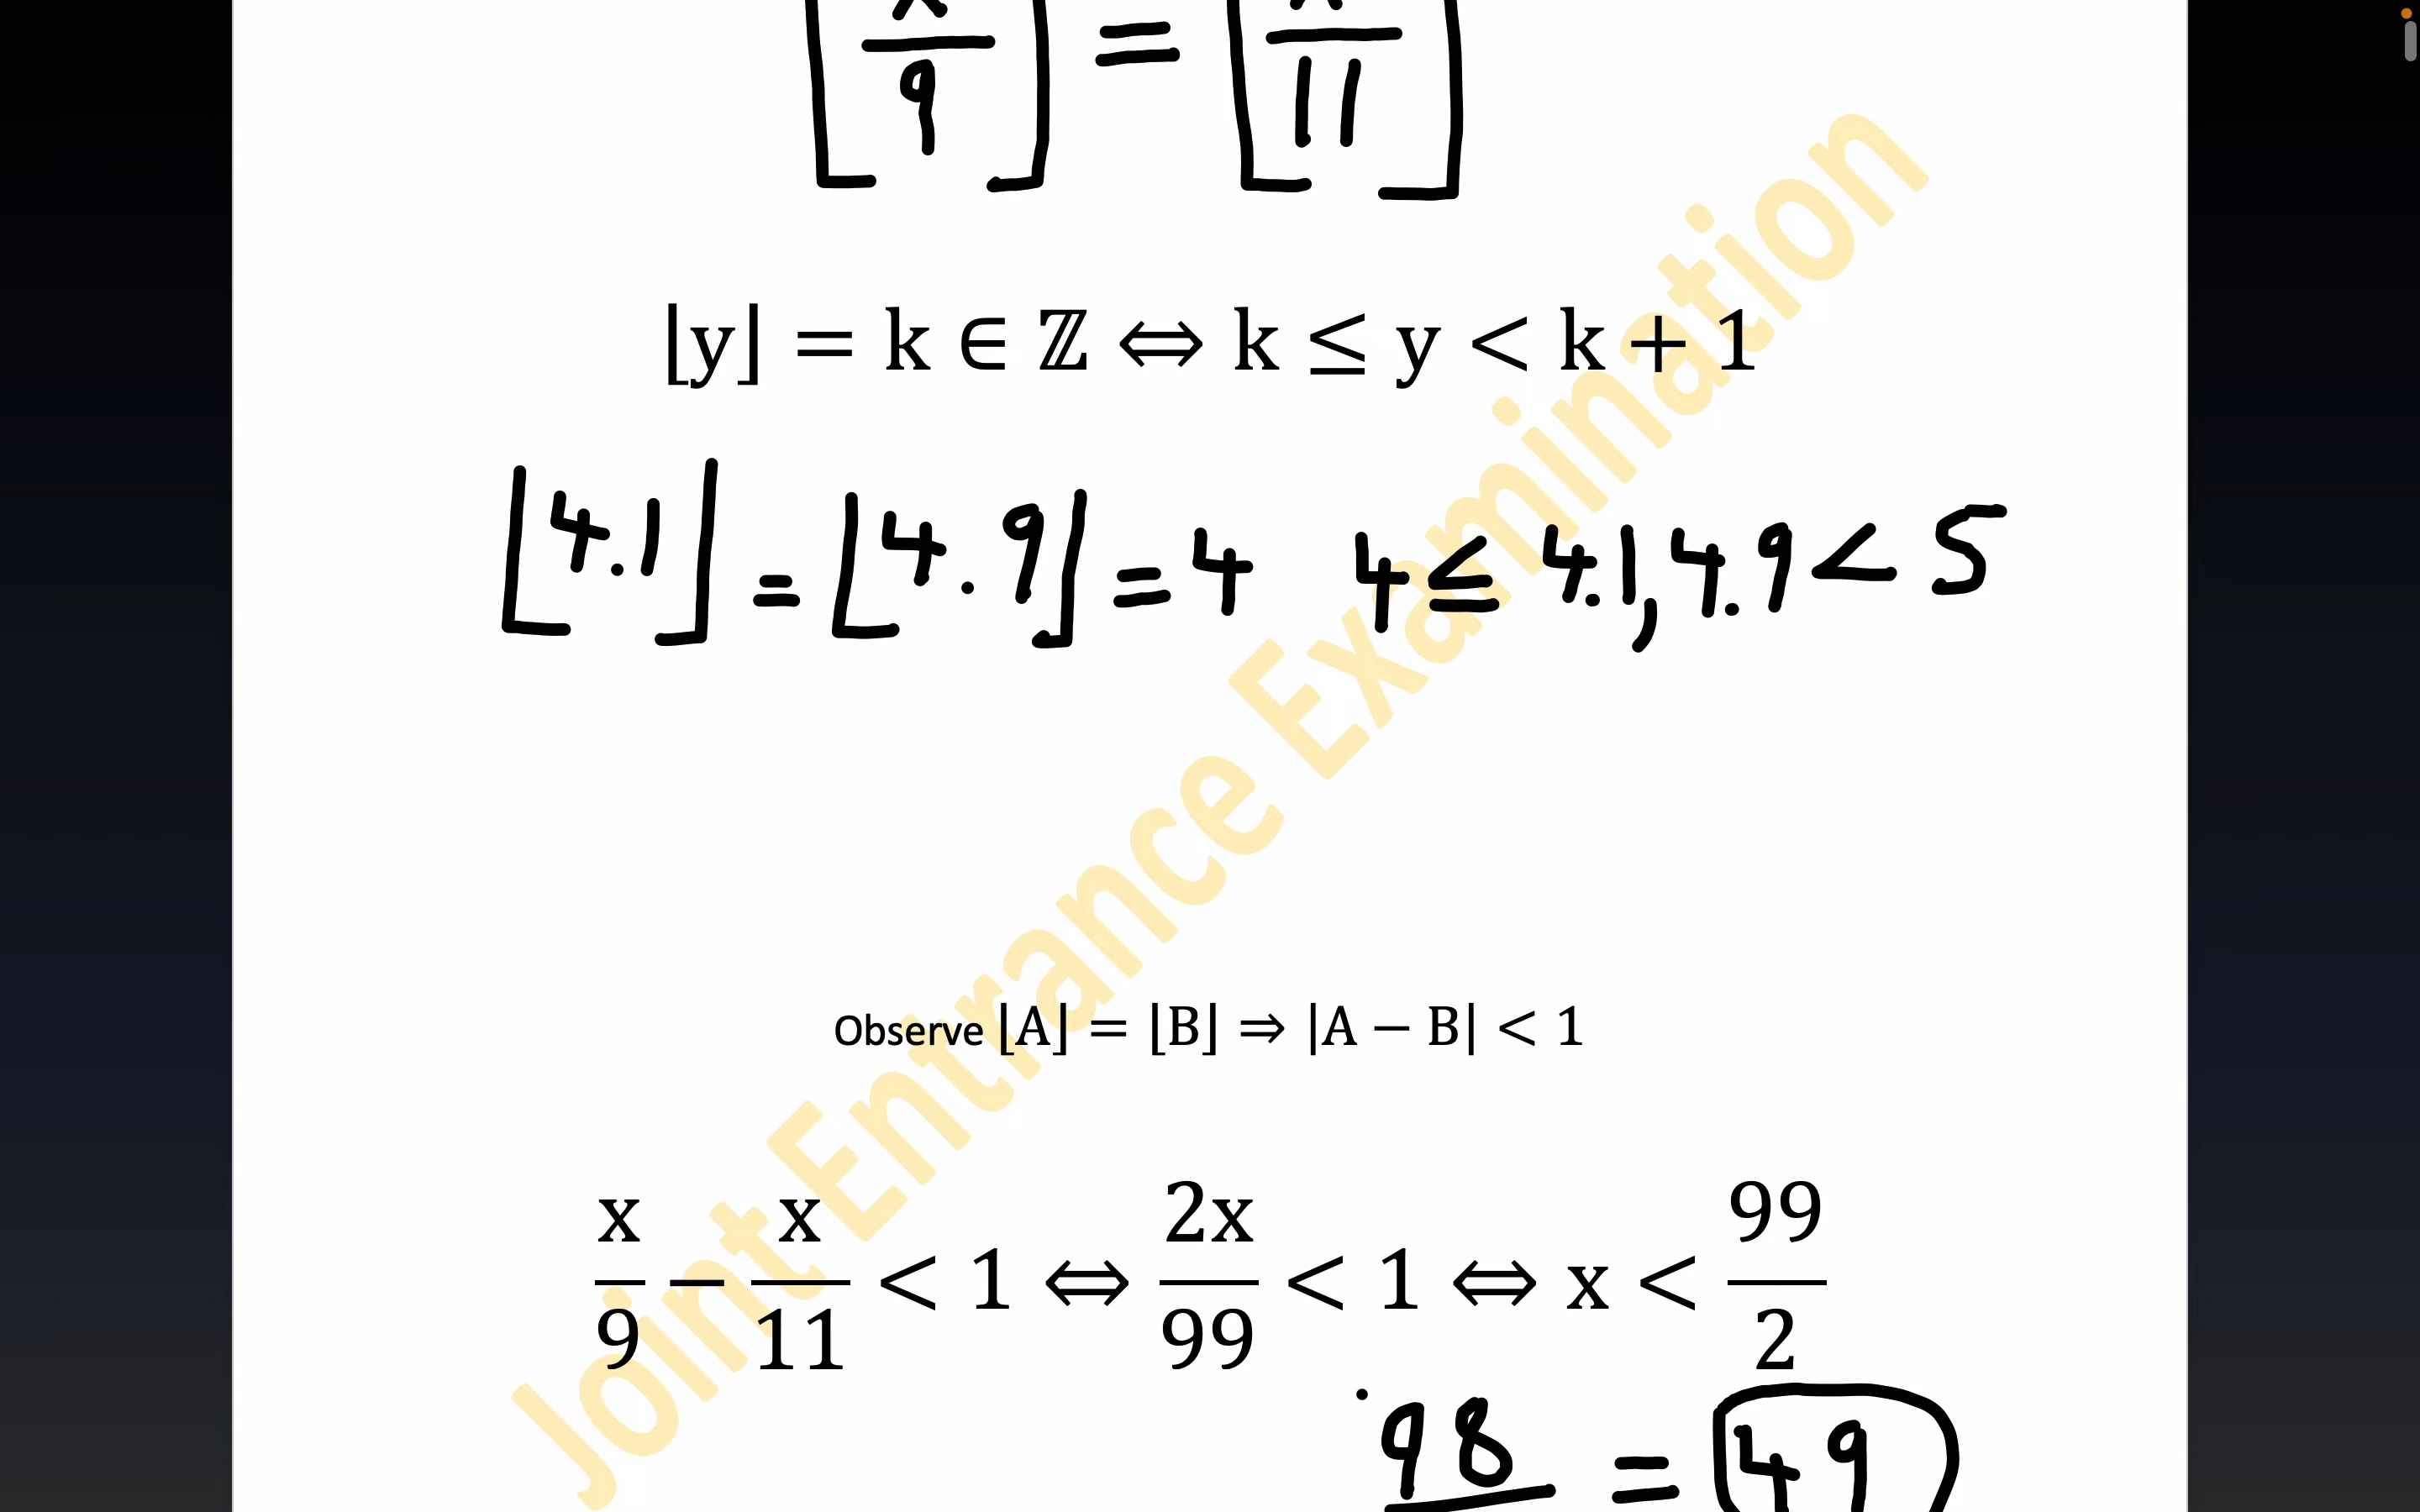 ⌊x/9⌋ = ⌊x/11⌋
⌊y⌋ = k ∈ ℤ ⇔ k ≤ y < k + 1
⌊4.1⌋ = ⌊4.9⌋ = 4 4 ≤ 4.1, 4.9 < 5
Observe ⌊A⌋ = ⌊B⌋ ⇒ |A − B| < 1
x/9 − x/11 < 1 ⇔ 2x/99 < 1 ⇔ x < 99/2
98 = 49
Joint Entrance Examination